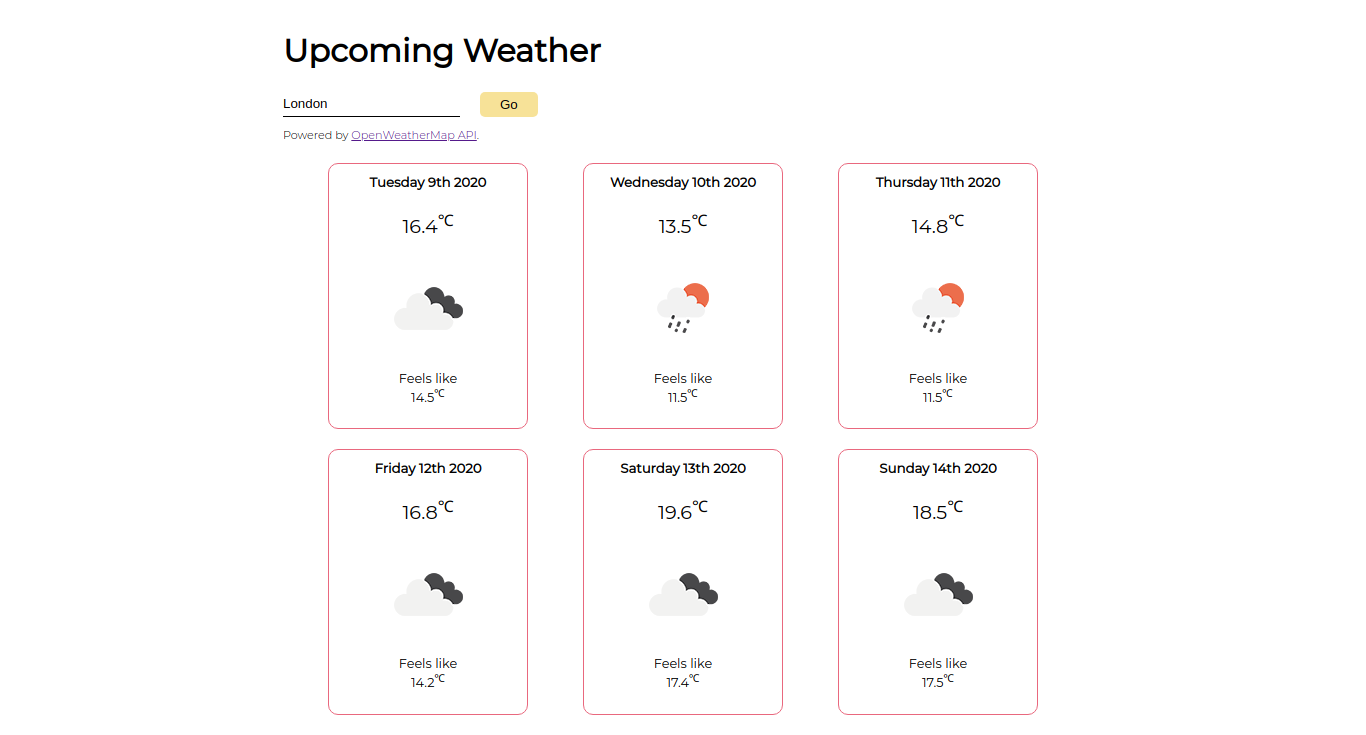 Upcoming Weather
London
Go
Powered by OpenWeatherMap API.
Tuesday 9th 2020
16.4℃
Feels like
14.5℃
Wednesday 10th 2020
13.5℃
Feels like
11.5℃
Thursday 11th 2020
14.8℃
Feels like
11.5℃
Friday 12th 2020
16.8℃
Feels like
14.2℃
Saturday 13th 2020
19.6℃
Feels like
17.4℃
Sunday 14th 2020
18.5℃
Feels like
17.5℃